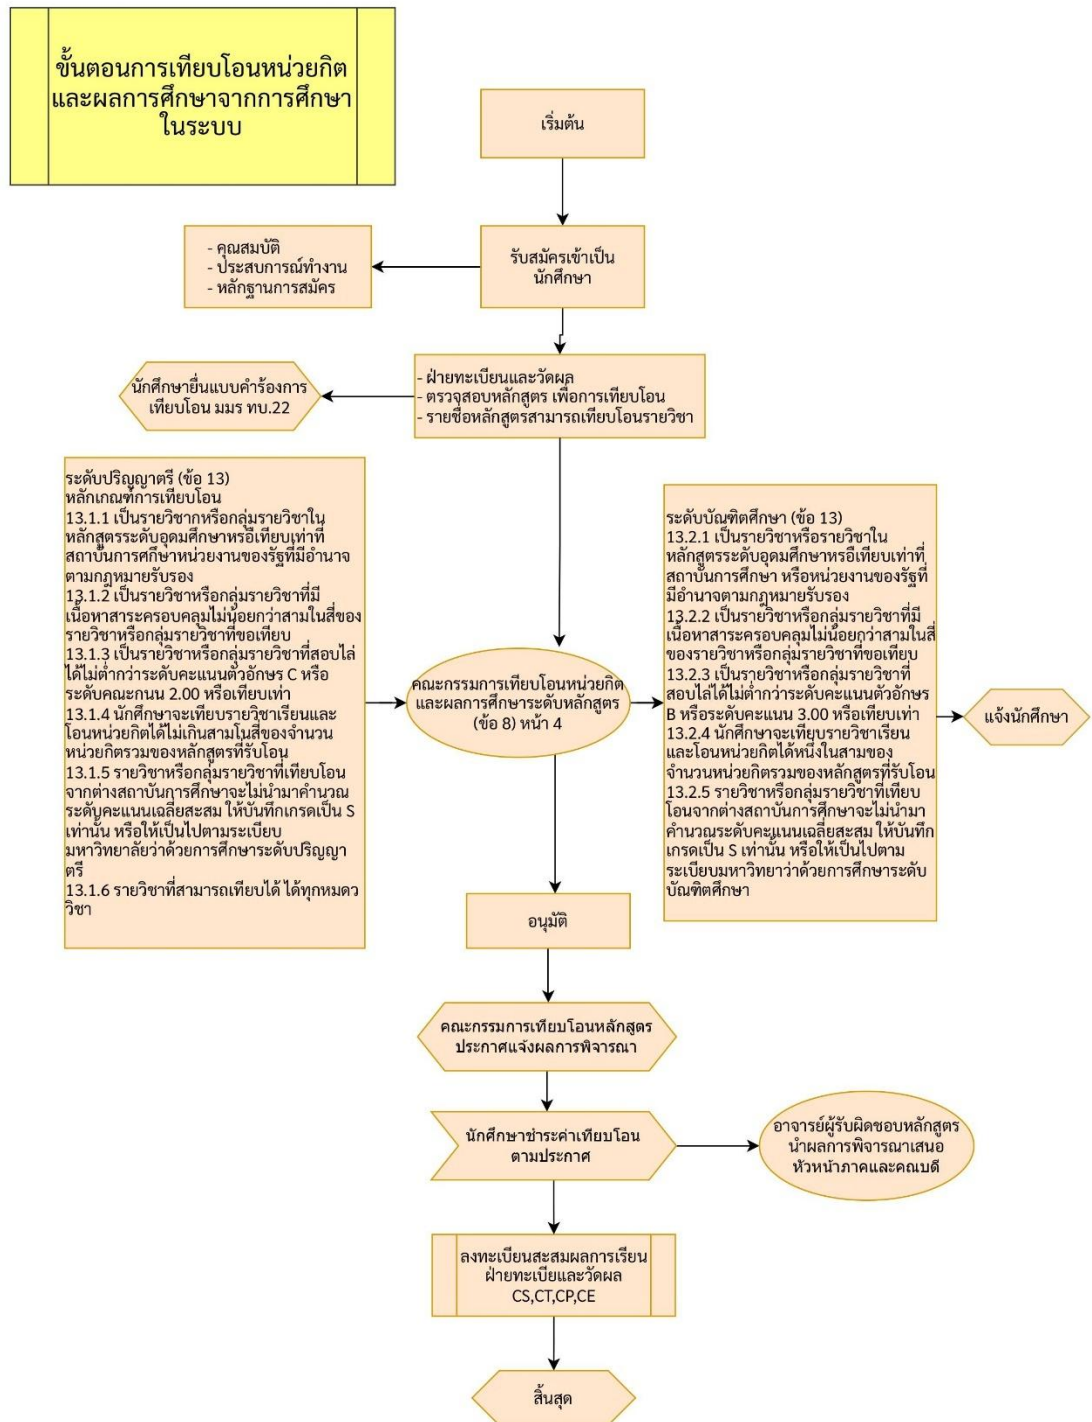 ขั้นตอนการเทียบโอนหน่วยกิต
และผลการศึกษาจากการศึกษา
ในระบบ
เริ่มต้น
- คุณสมบัติ
- ประสบการณ์ทำงาน
- หลักฐานการสมัคร
รับสมัครเข้าเป็น
นักศึกษา
นักศึกษายื่นแบบคำร้องการ
เทียบโอน มมร ทบ.22
- ฝ่ายทะเบียนและวัดผล
- ตรวจสอบหลักสูตร เพื่อการเทียบโอน
- รายชื่อหลักสูตรสามารถเทียบโอนรายวิชา
ระดับปริญญาตรี (ข้อ 13)
หลักเกณฑ์การเทียบโอน
13.1.1 เป็นรายวิชากหรือกลุ่มรายวิชาใน
หลักสูตรระดับอุดมศึกษาหรอืเทียบเท่าที่
สถาบันการศกึษาหน่วยงานของรัฐที่มีอำนาจ
ตามกฎหมายรับรอง
13.1.2 เป็นรายวิชาหรือกลุ่มรายวิชาที่มี
เนื้อหาสาระครอบคลุมไม่น้อยกว่าสามในสี่ของ
รายวิชาหรือกลุ่มรายวิชาที่ขอเทียบ
13.1.3 เป็นรายวิชาหรือกลุ่มรายวิชาที่สอบไล่
ได้ไม่ต่ำกว่าระดับคะแนนตัวอักษร C หรือ
ระดับคณะกนน 2.00 หรือเทียบเท่า
13.1.4 นักศึกษาจะเทียบรายวิชาเรียนและ
โอนหน่วยกิตได้ไม่เกินสามโนสี่ของจำนวน
หน่วยกิตรวมของหลักสูตรที่รับโอน
13.1.5 รายวิชาหรือกลุ่มรายวิชาที่เทียบโอน
จากต่างสถาบันการศึกษาจะไม่นำมาคำนวณ
ระดับคะแนนเฉลี่ยสะสม ให้บันทึกเกรดเป็น S
เท่านั้น หรือให้เป็นไปตามระเบียบ
มหาวิทยาลัยว่าด้วยการศึกษาระดับปริญญา
ตรี
13.1.6 รายวิชาที่สามารถเทียบได้ ได้ทุกหมดว
วิชา
คณะกรรมการเทียบโอนหน่วยกิต
และผลการศึกษาระดับหลักสูตร
(ข้อ 8) หน้า 4
ระดับบัณฑิตศึกษา (ข้อ 13)
13.2.1 เป็นรายวิชาหรือรายวิชาใน
หลักสูตรระดับอุดมศึกษาหรอืเทียบเท่าที่
สถาบันการศึกษา หรือหน่วยงานของรัฐที่
มีอำนาจตามกฎหมายรับรอง
13.2.2 เป็นรายวิชาหรือกลุ่มรายวิชาที่มี
เนื้อหาสาระครอบคลุมไม่น้อยกว่าสามในสี่
ของรายวิชาหรือกลุ่มรายวิชาที่ขอเทียบ
13.2.3 เป็นรายวิชาหรือกลุ่มรายวิชาที่
สอบไล่ได้ไม่ต่ำกว่าระดับคะแนนตัวอักษร
B หรือระดับคะแนน 3.00 หรือเทียบเท่า
13.2.4 นักศึกษาจะเทียบรายวิชาเรียน
และโอนหน่วยกิตได้หนึ่งในสามของ
จำนวนหน่วยกิตรวมของหลักสูตรที่รับโอน
13.2.5 รายวิชาหรือกลุ่มรายวิชาที่เทียบ
โอนจากต่างสถาบันการศึกษาจะไม่นำมา
คำนวณระดับคะแนนเฉลี่ยสะสม ให้บันทึก
เกรดเป็น S เท่านั้น หรือให้เป็นไปตาม
ระเบียบมหาวิทยาว่าด้วยการศึกษาระดับ
บัณฑิตศึกษา
แจ้งนักศึกษา
อนุมัติ
คณะกรรมการเทียบโอนหลักสูตร
ประกาศแจ้งผลการพิจารณา
นักศึกษาชำระค่าเทียบโอน
ตามประกาศ
อาจารย์ผู้รับผิดชอบหลักสูตร
นำผลการพิจารณาเสนอ
หัวหน้าภาคและคณบดี
ลงทะเบียนสะสมผลการเรียน
ฝ่ายทะเบียและวัดผล
CS,CT,CP,CE
สิ้นสุด